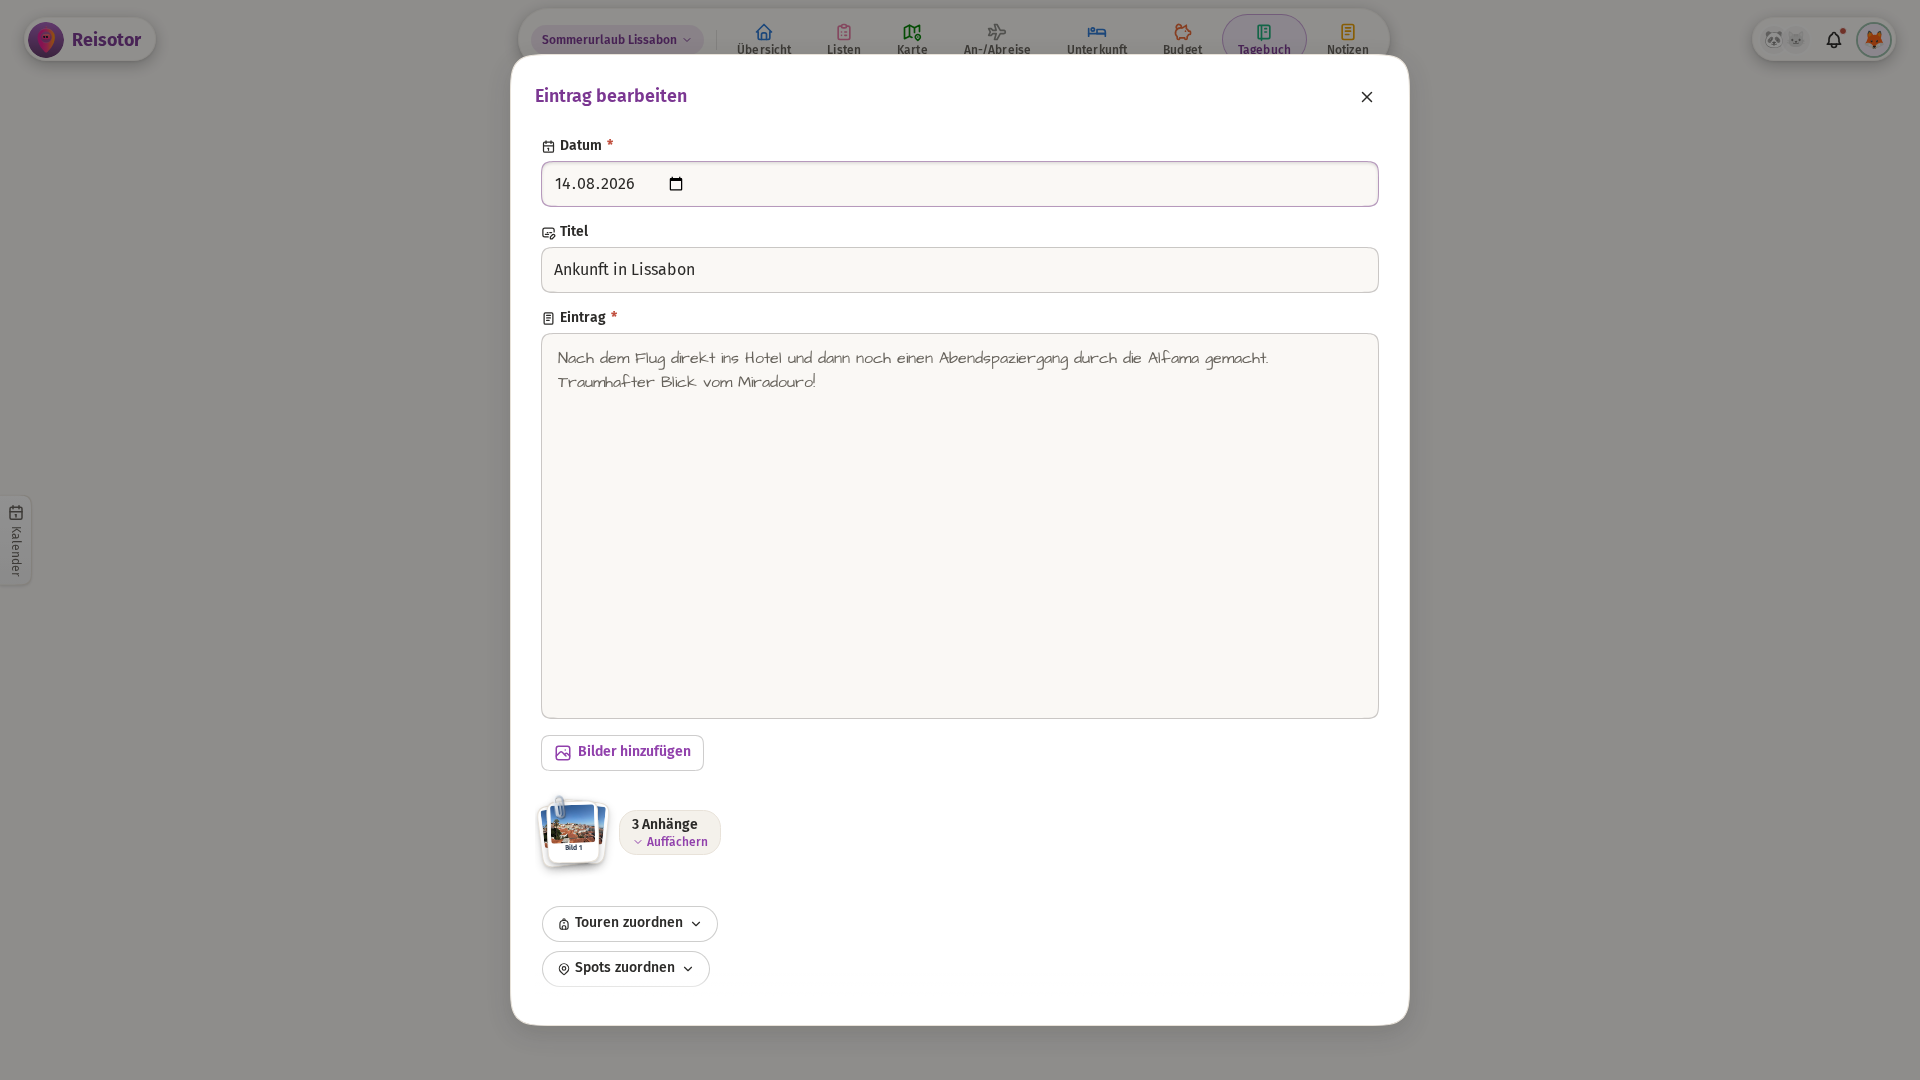 Reisotor
Sommerurlaub Lissabon
Übersicht
Listen
Karte
An-/Abreise
Unterkunft
Budget
Tagebuch
Notizen
Eintrag bearbeiten
Datum *
14.08.2026
Titel
Ankunft in Lissabon
Eintrag *
Nach dem Flug direkt ins Hotel und dann noch einen Abendspaziergang durch die Alfama gemacht.
Traumhafter Blick vom Miradouro!
Kalender
Bilder hinzufügen
Bild 1
3 Anhänge
Auffächern
Touren zuordnen
Spots zuordnen